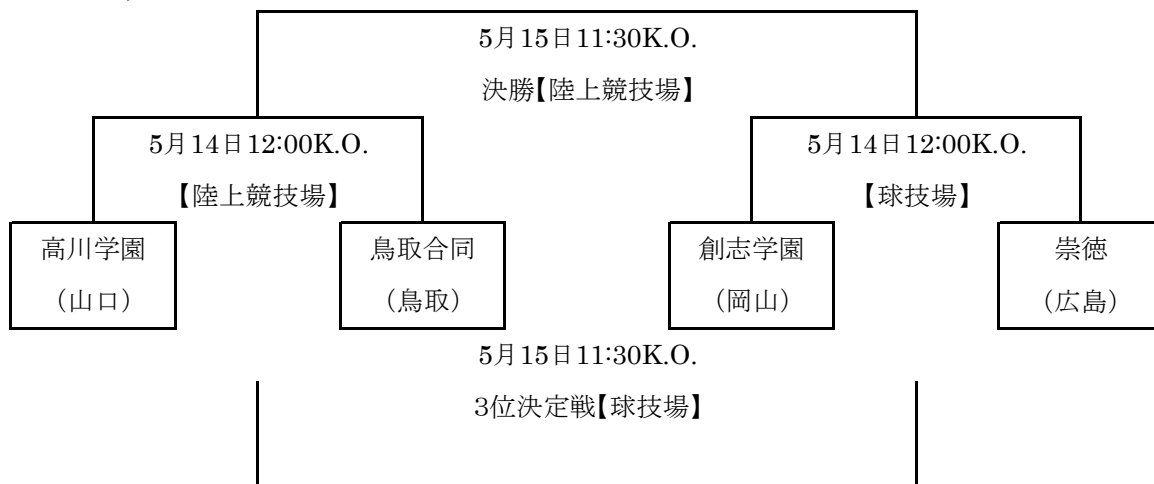 5月15日11:30K.O.
決勝【陸上競技場】
5月14日12:00K.O.
【陸上競技場】
5月14日12:00K.O.
【球技場】
高川学園
（山口）
鳥取合同
（鳥取）
創志学園
（岡山）
崇徳
（広島）
5月15日11:30K.O.
3位決定戦【球技場】